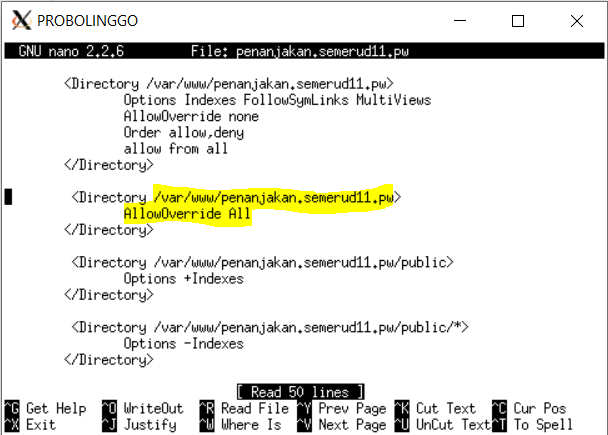 PROBOLINGGO
GNU nano 2.2.6 File: penanjakan.semerud11.pw
<Directory /var/www/penanjakan.semerud11.pw>
Options Indexes FollowSymLinks MultiViews
AllowOverride none
Order allow,deny
allow from all
</Directory>
<Directory /var/www/penanjakan.semerud11.pw>
AllowOverride All
</Directory>
<Directory /var/www/penanjakan.semerud11.pw/public>
Options +Indexes
</Directory>
<Directory /var/www/penanjakan.semerud11.pw/public/*>
Options -Indexes
</Directory>
[ Read 50 lines ]
^G Get Help ^O WriteOut ^R Read File ^Y Prev Page ^K Cut Text ^C Cur Pos
^X Exit ^J Justify ^W Where Is ^V Next Page ^U UnCut Text^T To Spell